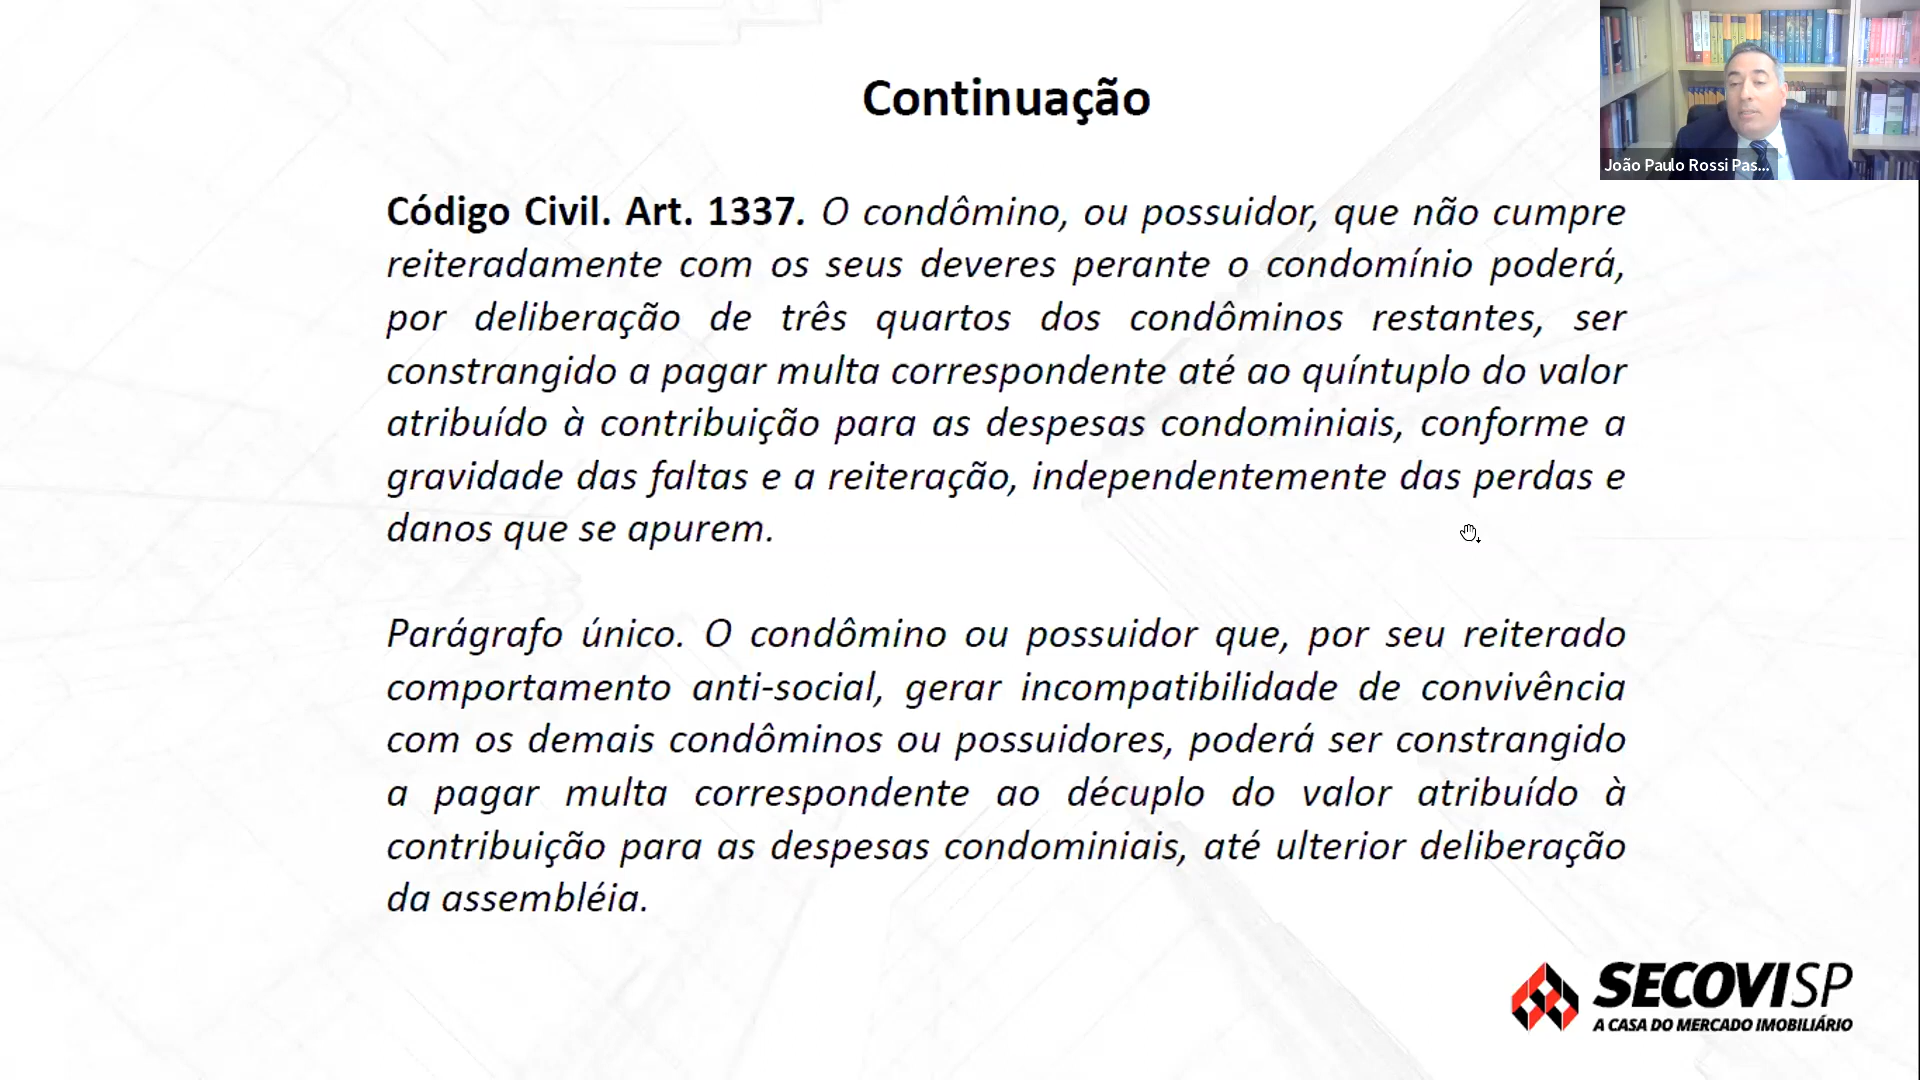 Continuação
João Paulo Rossi Pas...
Código Civil. Art. 1337. O condômino, ou possuidor, que não cumpre
reiteradamente com os seus deveres perante o condomínio poderá,
por deliberação de três quartos dos condôminos restantes, ser
constrangido a pagar multa correspondente até ao quíntuplo do valor
atribuído à contribuição para as despesas condominiais, conforme a
gravidade das faltas e a reiteração, independentemente das perdas e
danos que se apurem.
Parágrafo único. O condômino ou possuidor que, por seu reiterado
comportamento anti-social, gerar incompatibilidade de convivência
com os demais condôminos ou possuidores, poderá ser constrangido
a pagar multa correspondente ao décuplo do valor atribuído à
contribuição para as despesas condominiais, até ulterior deliberação
da assembléia.
SECOVISP
A CASA DO MERCADO IMOBILIÁRIO